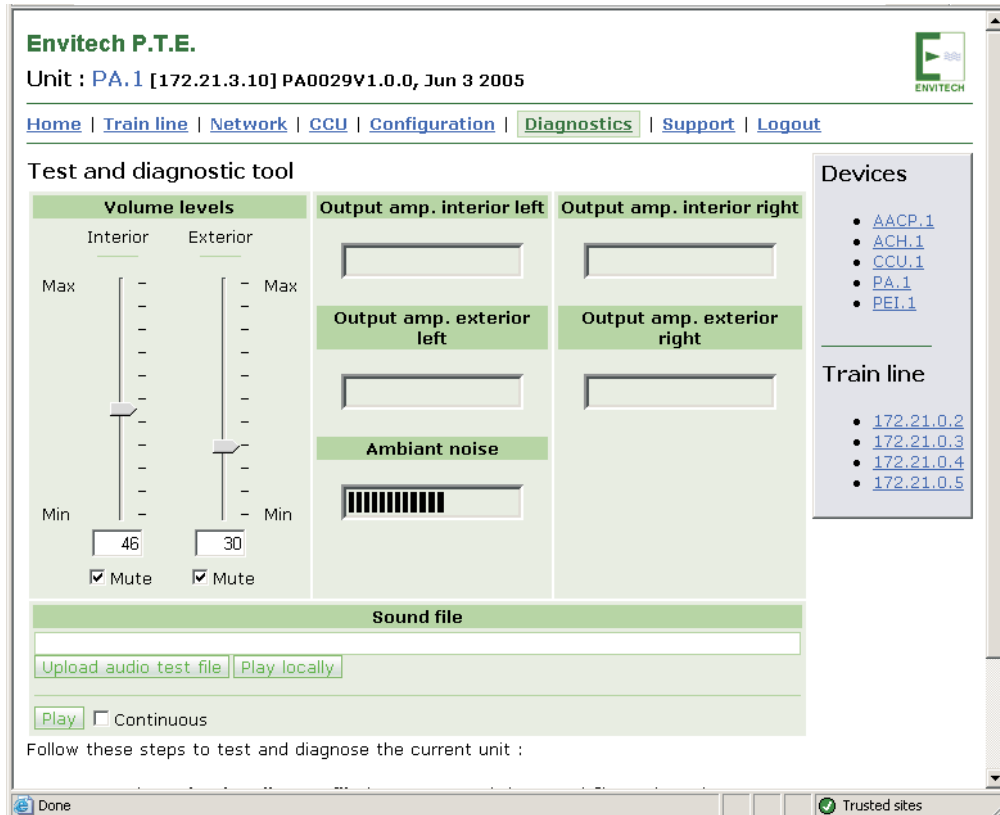 Envitech P.T.E.
ENVITECH
Unit : PA.1 [172.21.3.10] PA0029V1.0.0, Jun 3 2005
Home | Train line | Network | CCU | Configuration | Diagnostics | Support | Logout
Test and diagnostic tool
Volume levels
Interior Exterior
Max Max
Min Min
46 30
Mute Mute
Output amp. interior left
Output amp. interior right
Output amp. exterior
left
Output amp. exterior
right
Ambiant noise
Sound file
Upload audio test file Play locally
Play Continuous
Follow these steps to test and diagnose the current unit :
Devices
AACP.1
ACH.1
CCU.1
PA.1
PEI.1
Train line
172.21.0.2
172.21.0.3
172.21.0.4
172.21.0.5
Done
Trusted sites